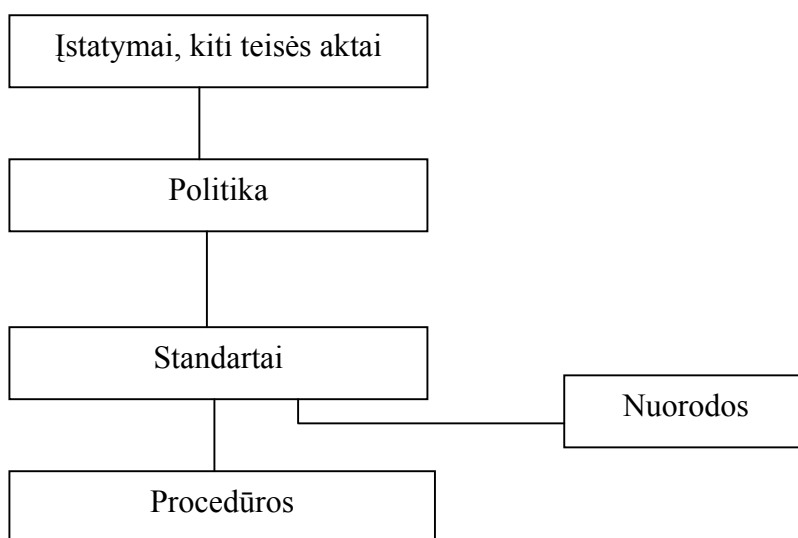 Įstatymai, kiti teisės aktai
Politika
Standartai
Nuorodos
Procedūros